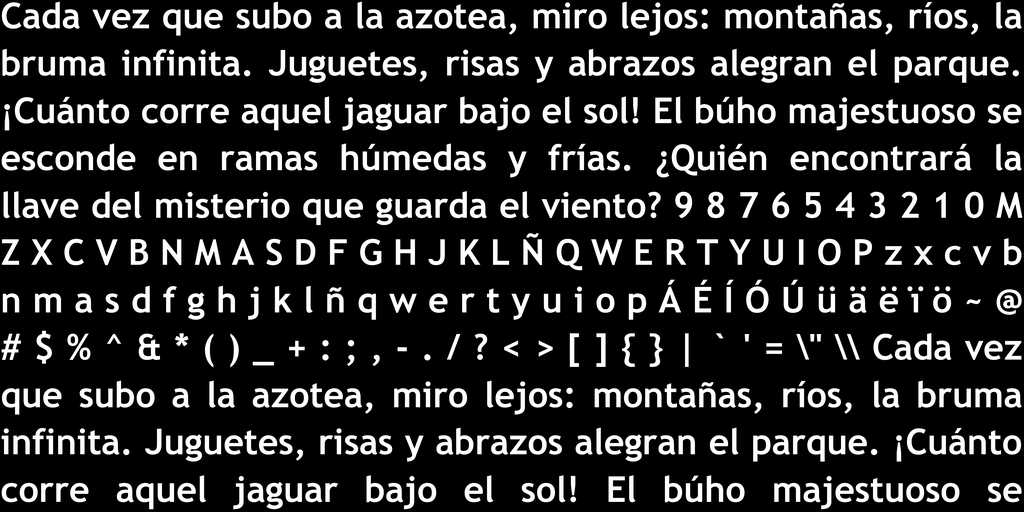 Cada vez que subo a la azotea, miro lejos: montañas, ríos, la
bruma infinita. Juguetes, risas y abrazos alegran el parque.
¡Cuánto corre aquel jaguar bajo el sol! El búho majestuoso se
esconde en ramas húmedas y frías. ¿Quién encontrará la
llave del misterio que guarda el viento? 9 8 7 6 5 4 3 2 1 0 M
Z X C V B N M A S D F G H J K L Ñ Q W E R T Y U I O P z x c v b
n m a s d f g h j k l ñ q w e r t y u i o p Á É Í Ó Ú ü ä ë ï ö ~ @
# $ % ^ & * ( ) _ + : ; , - . / ? < > [ ] { } | ` ' = \" \\ Cada vez
que subo a la azotea, miro lejos: montañas, ríos, la bruma
infinita. Juguetes, risas y abrazos alegran el parque. ¡Cuánto
corre aquel jaguar bajo el sol! El búho majestuoso se